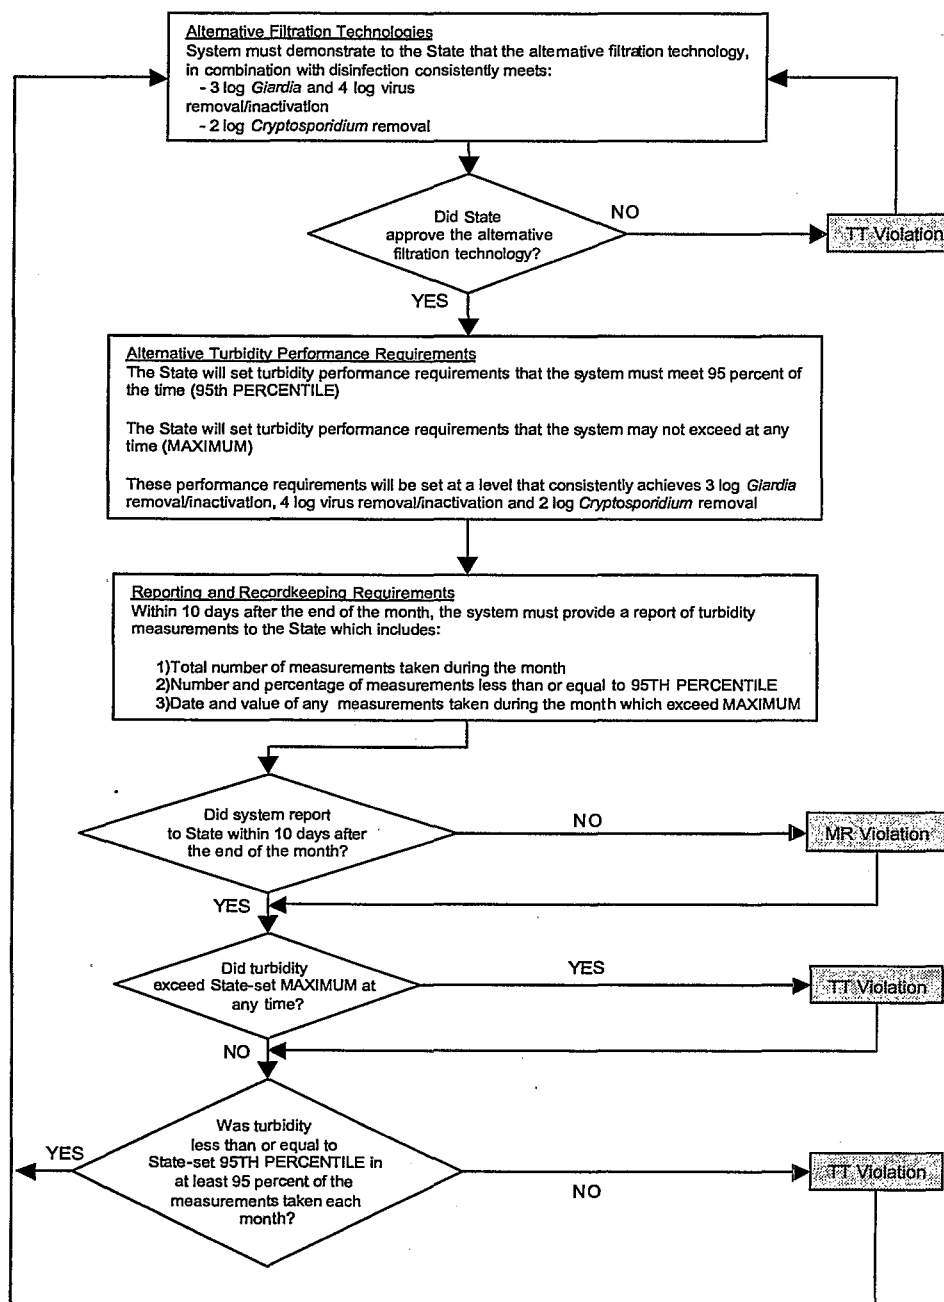 Alternative Filtration Technologies
System must demonstrate to the State that the alternative filtration technology,
in combination with disinfection consistently meets:
- 3 log Giardia and 4 log virus
removal/inactivation
- 2 log Cryptosporidium removal
Did State
approve the alternative
filtration technology?
NO
TT Violation
YES
Alternative Turbidity Performance Requirements
The State will set turbidity performance requirements that the system must meet 95 percent of
the time (95th PERCENTILE)
The State will set turbidity performance requirements that the system may not exceed at any
time (MAXIMUM)
These performance requirements will be set at a level that consistently achieves 3 log Giardia
removal/inactivation, 4 log virus removal/inactivation and 2 log Cryptosporidium removal
Reporting and Recordkeeping Requirements
Within 10 days after the end of the month, the system must provide a report of turbidity
measurements to the State which includes:
1)Total number of measurements taken during the month
2)Number and percentage of measurements less than or equal to 95TH PERCENTILE
3)Date and value of any measurements taken during the month which exceed MAXIMUM
Did system report
to State within 10 days after
the end of the month?
NO
MR Violation
YES
Did turbidity
exceed State-set MAXIMUM at
any time?
YES
TT Violation
NO
Was turbidity
less than or equal to
State-set 95TH PERCENTILE in
at least 95 percent of the
measurements taken each
month?
YES
NO
TT Violation